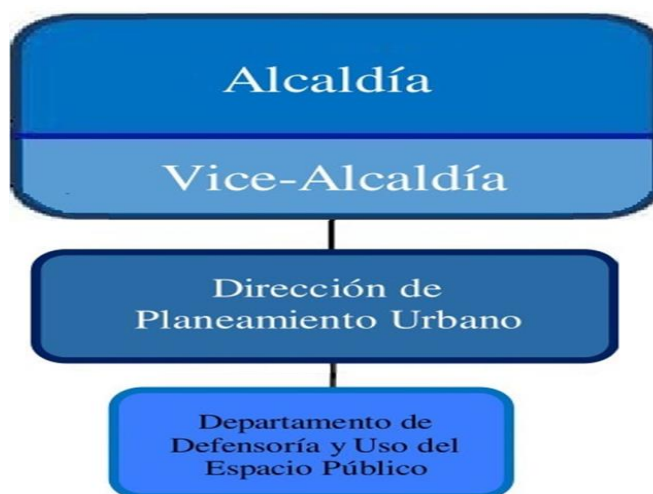 Alcaldía
Vice-Alcaldía
Dirección de
Planeamiento Urbano
Departamento de
Defensoría y Uso del
Espacio Público